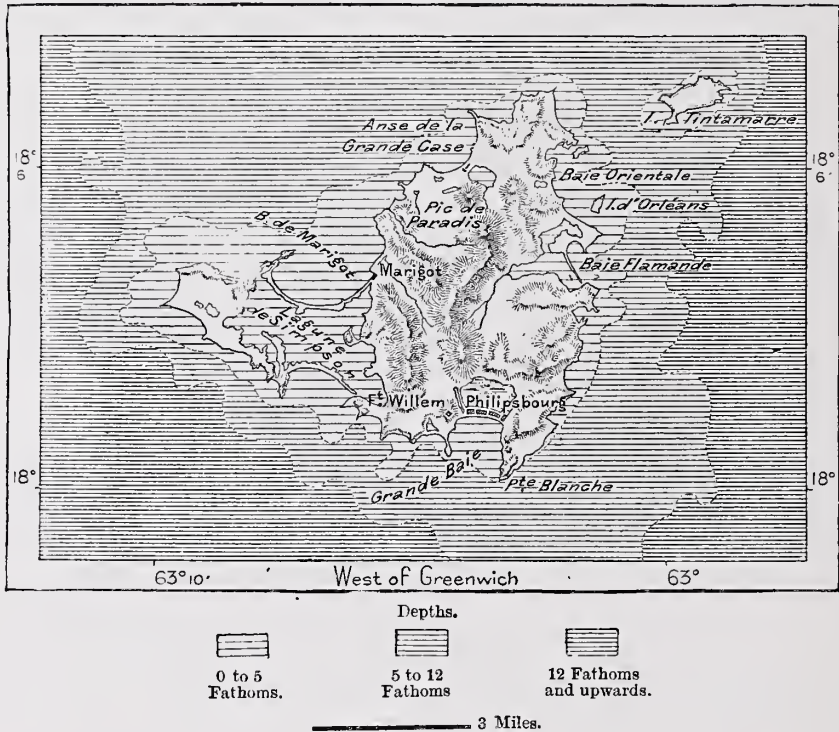 I. Tintamarre
Anse de la
Grande Case
18°
6′
18°
6′
Baie Orientale
I. d'Orléans
Pic de
Paradis
B. de Marigot
Marigot
Baie Flamande
Lagune
de Simpson
Ft. Willem
Philipsbourg
18°
18°
Grande Baie
Pte. Blanche
63° 10′
West of Greenwich
63°
Depths.
0 to 5
Fathoms.
5 to 12
Fathoms
12 Fathoms
and upwards.
3 Miles.